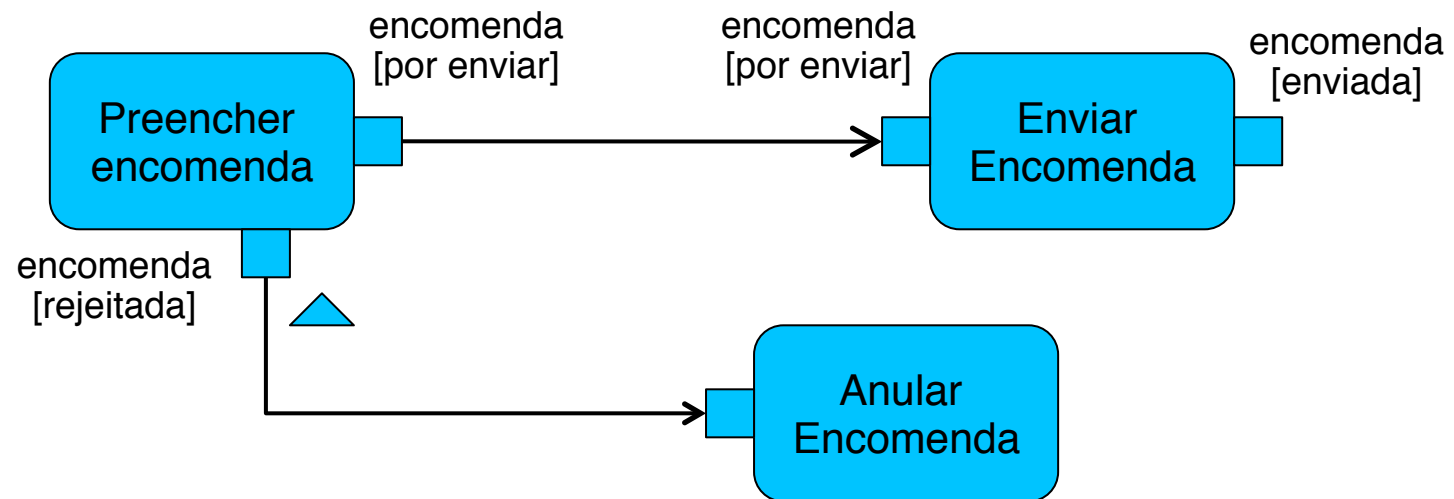 encomenda
[por enviar]
encomenda
[por enviar]
encomenda
[enviada]
Preencher
encomenda
Enviar
Encomenda
encomenda
[rejeitada]
Anular
Encomenda